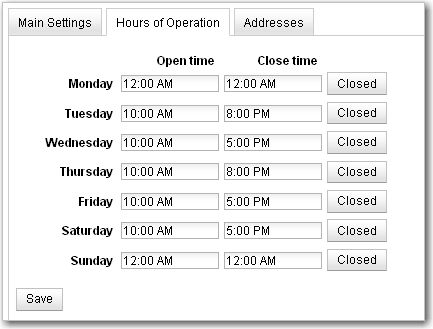 Main Settings Hours of Operation Addresses
Open time Close time
Monday 12:00 AM 12:00 AM Closed
Tuesday 10:00 AM 8:00 PM Closed
Wednesday 10:00 AM 5:00 PM Closed
Thursday 10:00 AM 8:00 PM Closed
Friday 10:00 AM 5:00 PM Closed
Saturday 10:00 AM 5:00 PM Closed
Sunday 12:00 AM 12:00 AM Closed
Save